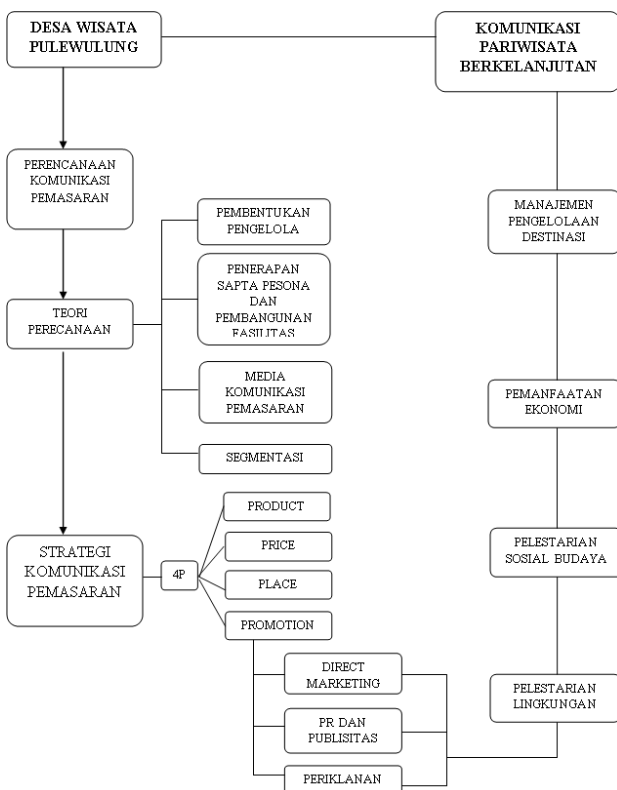 DESA WISATA
PULEWULUNG
KOMUNIKASI
PARIWISATA
BERKELANJUTAN
PERENCANAAN
KOMUNIKASI
PEMASARAN
PEMBENTUKAN
PENGELOLA
MANAJEMEN
PENGELOLAAN
DESTINASI
PENERAPAN
SAPTA PESONA
DAN
PEMBANGUNAN
FASILITAS
TEORI
PERECANAAN
MEDIA
KOMUNIKASI
PEMASARAN
PEMANFAATAN
EKONOMI
SEGMENTASI
STRATEGI
KOMUNIKASI
PEMASARAN
4P
PRODUCT
PRICE
PLACE
PROMOTION
PELESTARIAN
SOSIAL BUDAYA
DIRECT
MARKETING
PR DAN
PUBLISITAS
PERIKLANAN
PELESTARIAN
LINGKUNGAN